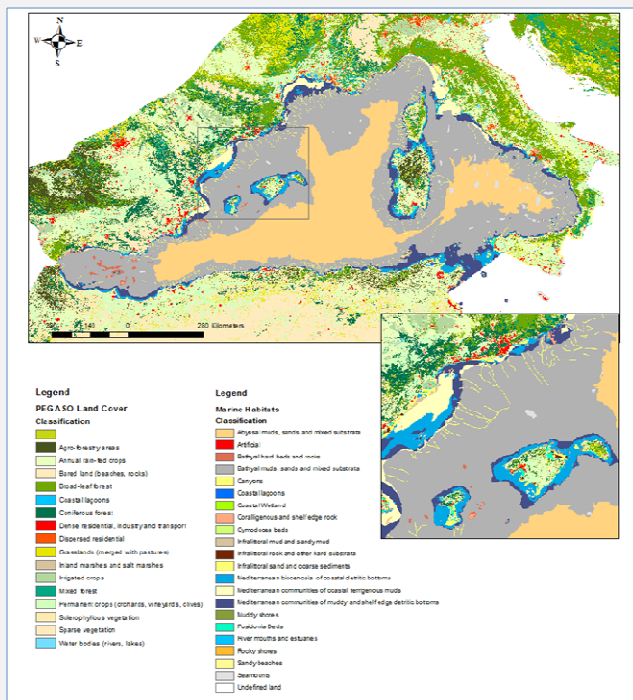 N
W E
S
280 140 0 280 Kilometers
Legend
PEGASO Land Cover
Classification
Agro-forestry areas
Annual rain-fed crops
Bared land (beaches, rocks)
Broad-leaf forest
Coastal lagoons
Coniferous forest
Dense residential, industry and transport
Dispersed residential
Grasslands (merged with pastures)
Inland marshes and salt marshes
Irrigated crops
Mixed forest
Permanent crops (orchards, vineyards, olives)
Sclerophyllous vegetation
Sparse vegetation
Water bodies (rivers, lakes)
Legend
Marine Habitats
Classification
Abyssal muds, sands and mixed substrate
Artificial
Bathyal hard beds and rocks
Bathyal muds, sands and mixed substrate
Canyons
Coastal lagoons
Coastal Wetland
Coralligenous and shelf edge rock
Cymodocea beds
Infralittoral mud and sandy mud
Infralittoral rock and other hard substrata
Infralittoral sand and coarse sediments
Mediterranean biocenosis of coastal detritic bottoms
Mediterranean communities of coastal terrigenous muds
Mediterranean communities of muddy and shelf edge detritic bottoms
Muddy shores
Posidonia beds
River mouths and estuaries
Rocky shores
Sandy beaches
Seamounts
Undefined land